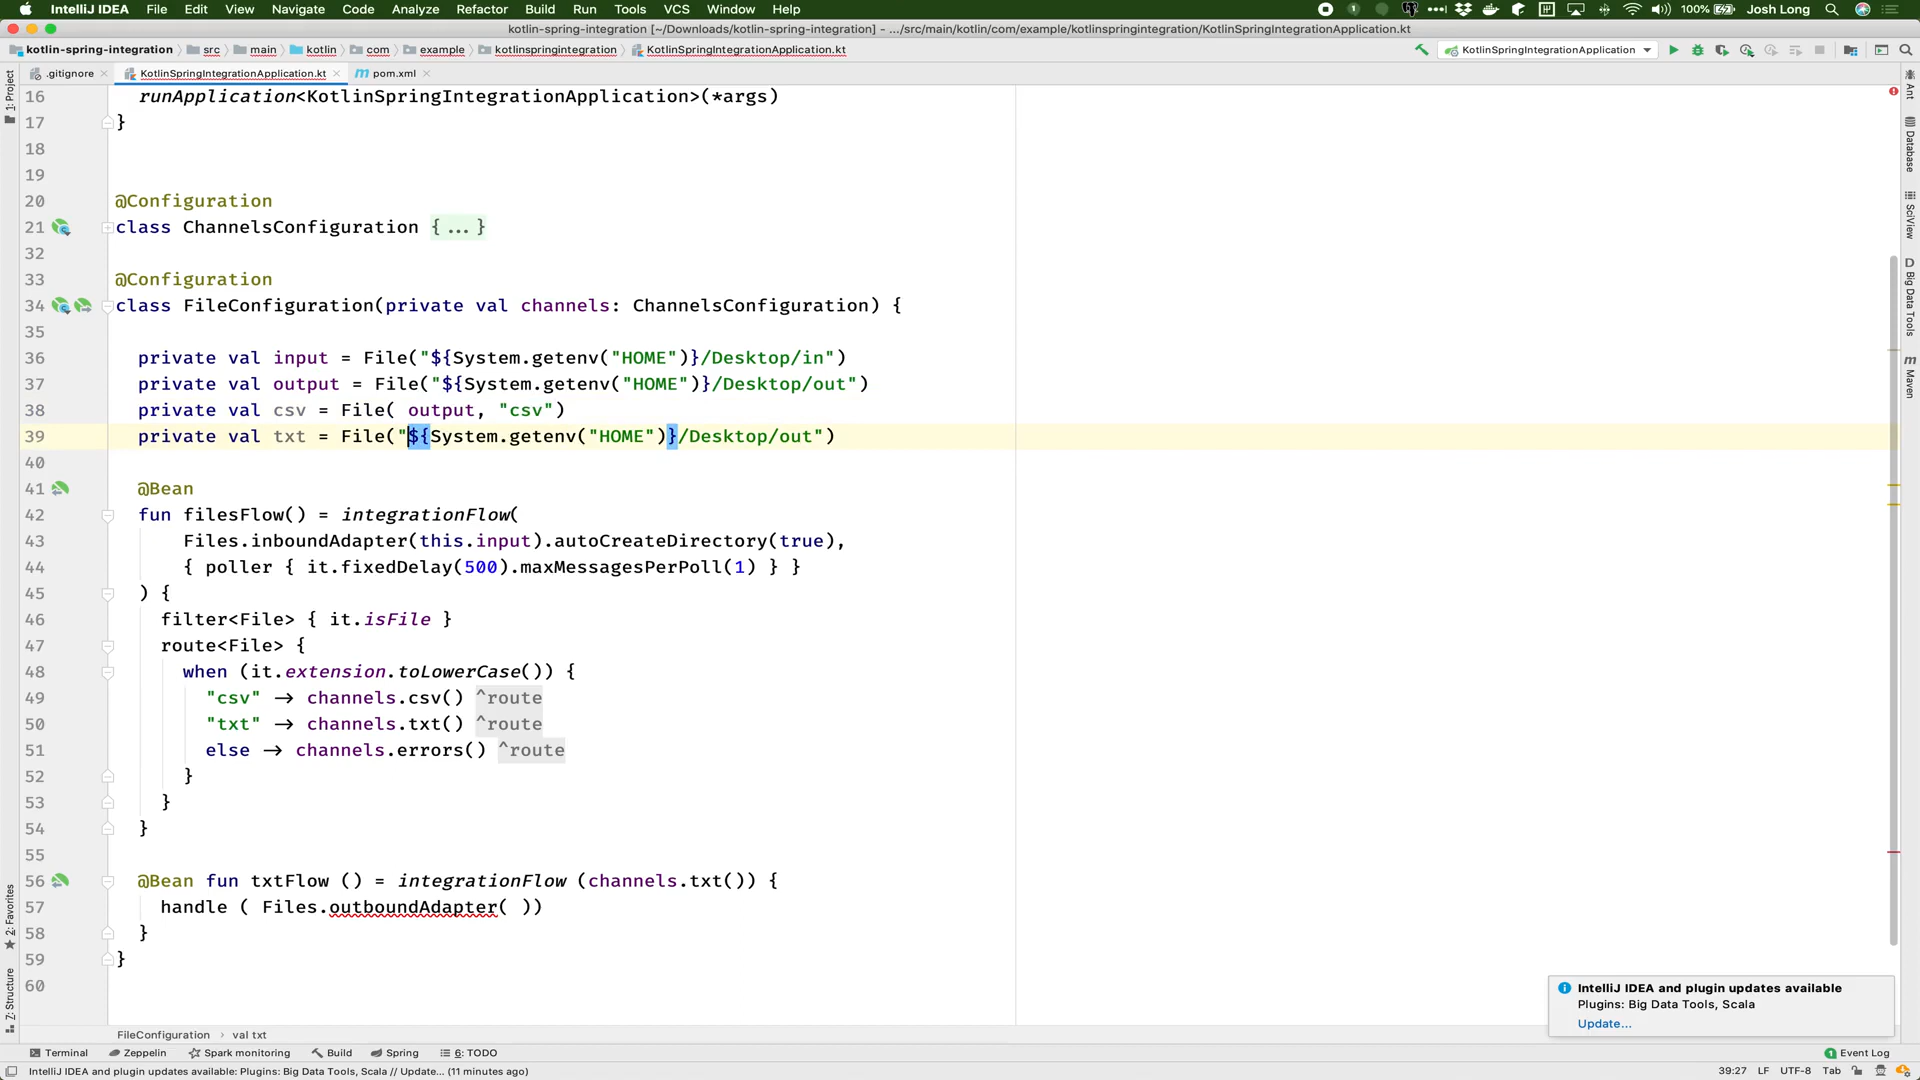 IntelliJ IDEA File Edit View Navigate Code Analyze Refactor Build Run Tools VCS Window Help 100% Josh Long
kotlin-spring-integration [~/Downloads/kotlin-spring-integration] - .../src/main/kotlin/com/example/kotlinspringintegration/KotlinSpringIntegrationApplication.kt
kotlin-spring-integration src main kotlin com example kotlinspringintegration KotlinSpringIntegrationApplication.kt KotlinSpringIntegrationApplication
.gitignore KotlinSpringIntegrationApplication.kt pom.xml
1: Project
2: Favorites
Z: Structure
Ant
Database
SciView
Big Data Tools
Maven
16 runApplication<KotlinSpringIntegrationApplication>(*args)
17 }
18
19
20 @Configuration
21 class ChannelsConfiguration {...}
32
33 @Configuration
34 class FileConfiguration(private val channels: ChannelsConfiguration) {
35
36 private val input = File("${System.getenv("HOME")}/Desktop/in")
37 private val output = File("${System.getenv("HOME")}/Desktop/out")
38 private val csv = File( output, "csv")
39 private val txt = File("${System.getenv("HOME")}/Desktop/out")
40
41 @Bean
42 fun filesFlow() = integrationFlow(
43 Files.inboundAdapter(this.input).autoCreateDirectory(true),
44 { poller { it.fixedDelay(500).maxMessagesPerPoll(1) } }
45 ) {
46 filter<File> { it.isFile }
47 route<File> {
48 when (it.extension.toLowerCase()) {
49 "csv" → channels.csv() ^route
50 "txt" → channels.txt() ^route
51 else → channels.errors() ^route
52 }
53 }
54 }
55
56 @Bean fun txtFlow () = integrationFlow (channels.txt()) {
57 handle ( Files.outboundAdapter( ))
58 }
59 }
60
IntelliJ IDEA and plugin updates available
Plugins: Big Data Tools, Scala
Update...
FileConfiguration › val txt
Terminal Zeppelin Spark monitoring Build Spring 6: TODO 1 Event Log
IntelliJ IDEA and plugin updates available: Plugins: Big Data Tools, Scala // Update... (11 minutes ago) 39:27 LF UTF-8 Tab